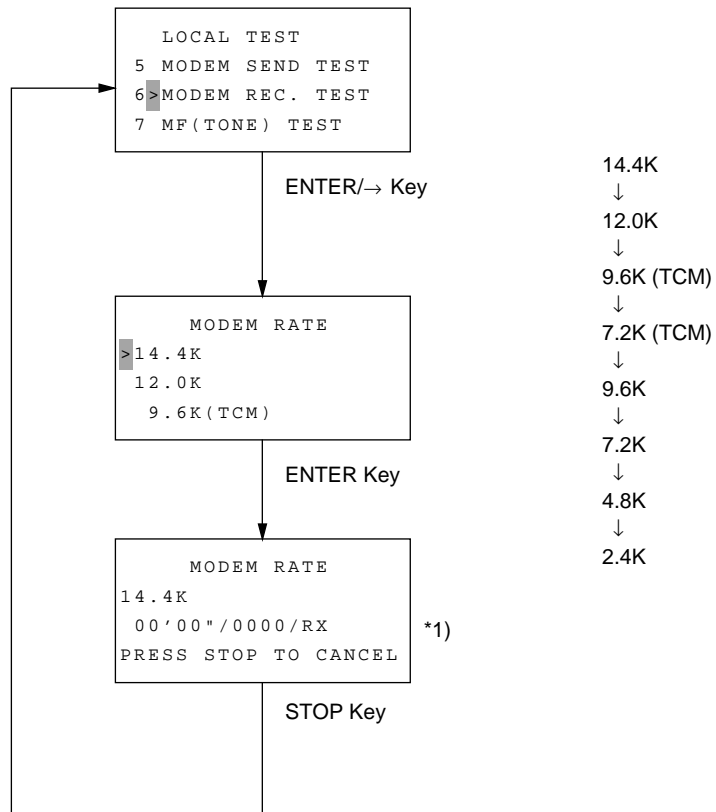 LOCAL TEST
5 MODEM SEND TEST
6 >MODEM REC. TEST
7 MF(TONE) TEST
ENTER/→ Key
MODEM RATE
>14.4K
12.0K
9.6K(TCM)
ENTER Key
MODEM RATE
14.4K
00'00"/0000/RX
*1)
PRESS STOP TO CANCEL
STOP Key
14.4K
↓
12.0K
↓
9.6K (TCM)
↓
7.2K (TCM)
↓
9.6K
↓
7.2K
↓
4.8K
↓
2.4K